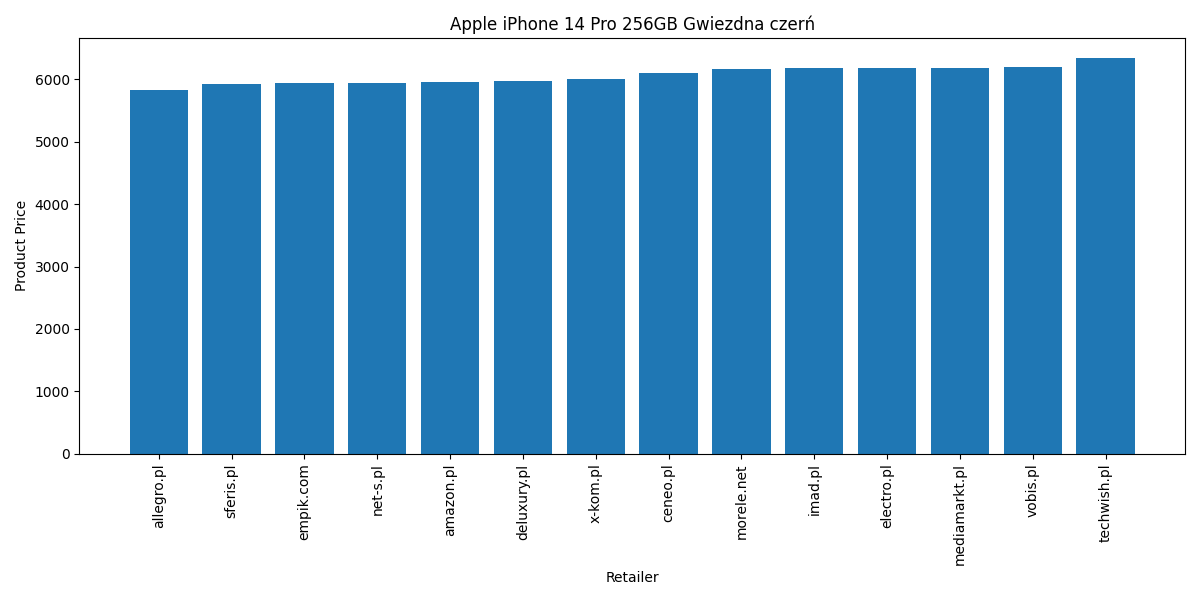 Apple iPhone 14 Pro 256GB Gwiezdna czerń
Product Price
6000
5000
4000
3000
2000
1000
0
allegro.pl
sferis.pl
empik.com
net-s.pl
amazon.pl
deluxury.pl
x-kom.pl
ceneo.pl
morele.net
imad.pl
electro.pl
mediamarkt.pl
vobis.pl
techwish.pl
Retailer